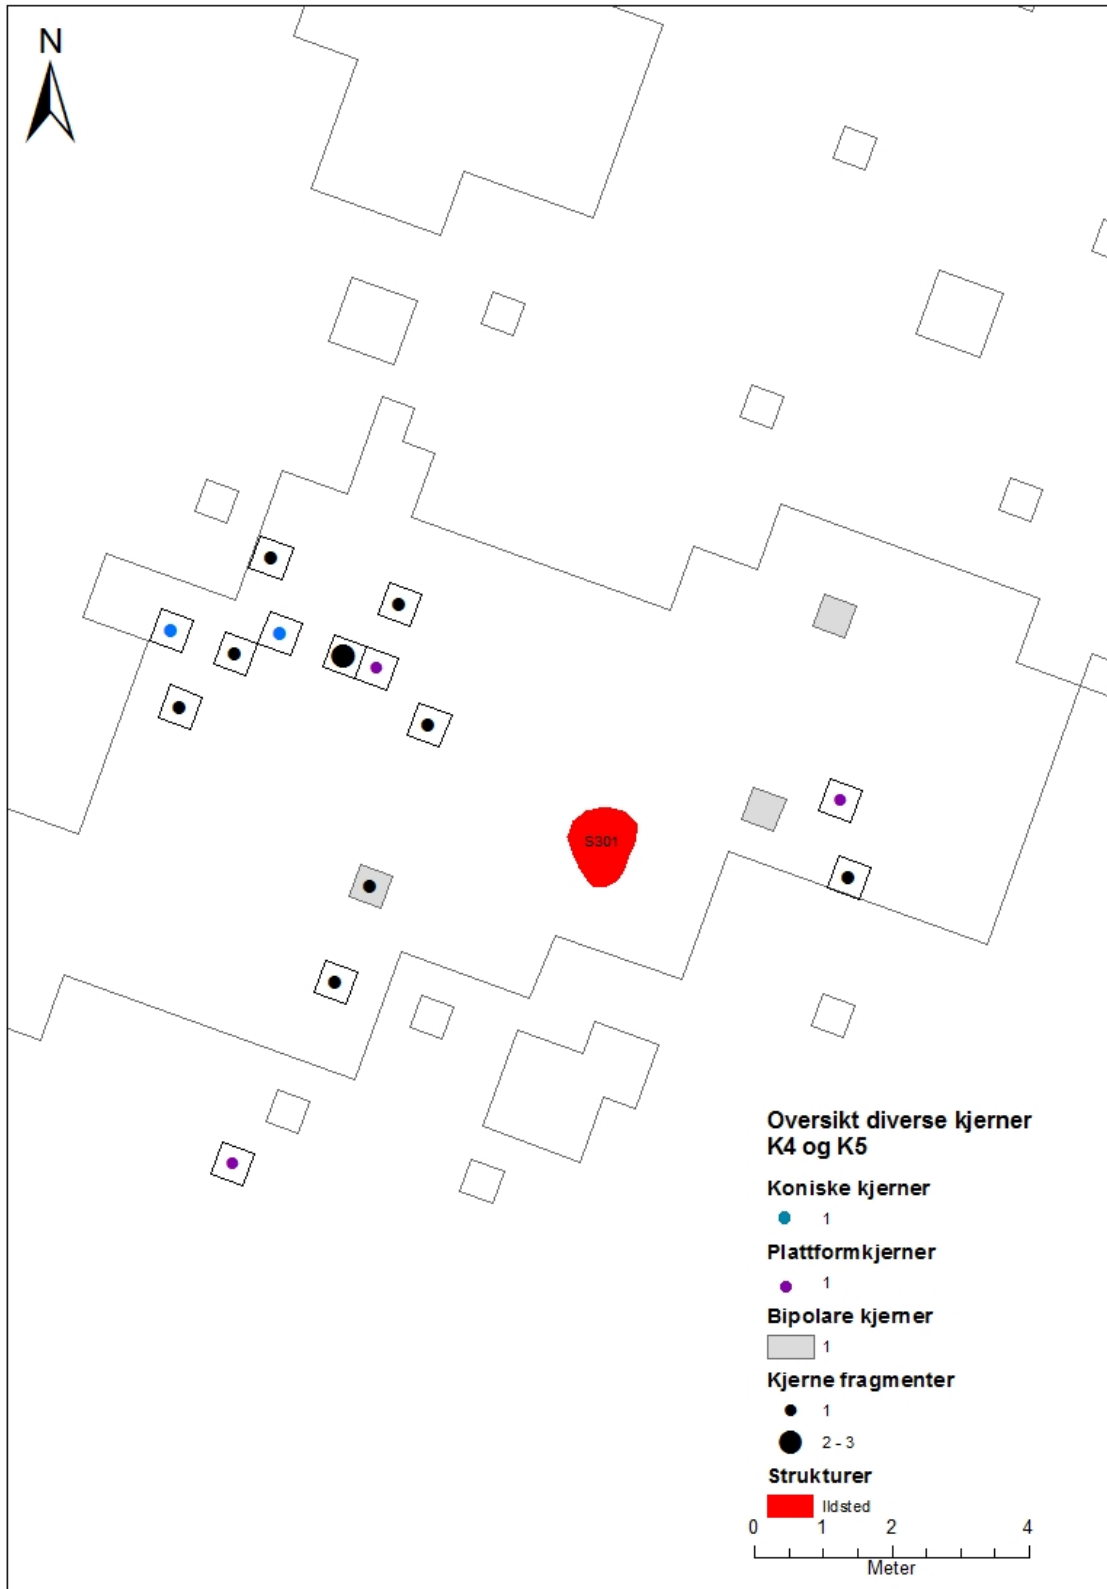 N
S301
Oversikt diverse kjerner
K4 og K5
Koniske kjerner
1
Plattformkjerner
1
Bipolare kjerner
1
Kjerne fragmenter
1
2 - 3
Strukturer
Ildsted
0 1 2 4
Meter